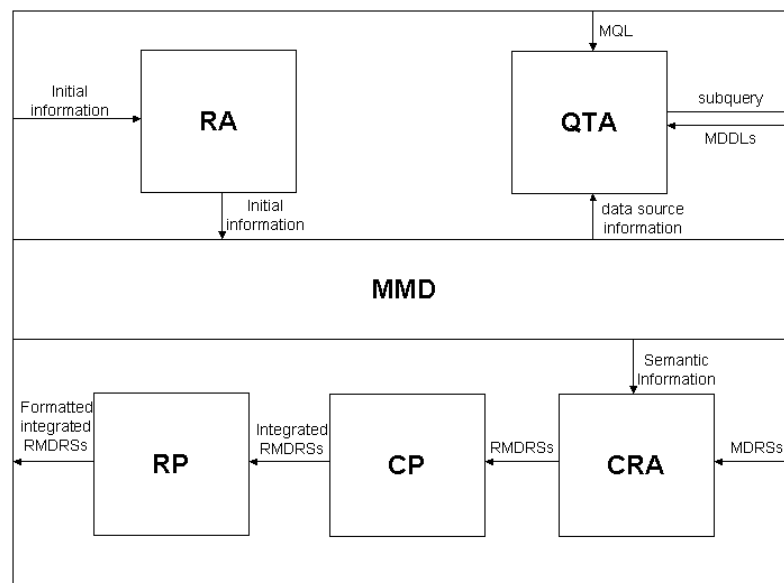 MQL
Initial
information
RA
QTA
subquery
MDDLs
Initial
information
data source
information
MMD
Semantic
Information
Formatted
integrated
RMDRSs
RP
Integrated
RMDRSs
CP
RMDRSs
CRA
MDRSs